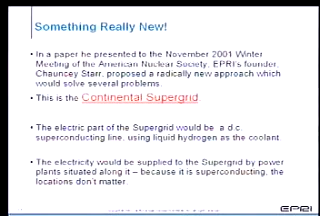 Something Really New!
• In a paper he presented to the November 2001 Winter
Meeting of the American Nuclear Society, EPRI's founder,
Chauncey Starr, proposed a radically new approach which
would solve several problems.
• This is the Continental Supergrid.
• The electric part of the Supergrid would be a d.c.
superconducting line, using liquid hydrogen as the coolant.
• The electricity would be supplied to the Supergrid by power
plants situated along it – because it is superconducting, the
locations don't matter.
EPRI